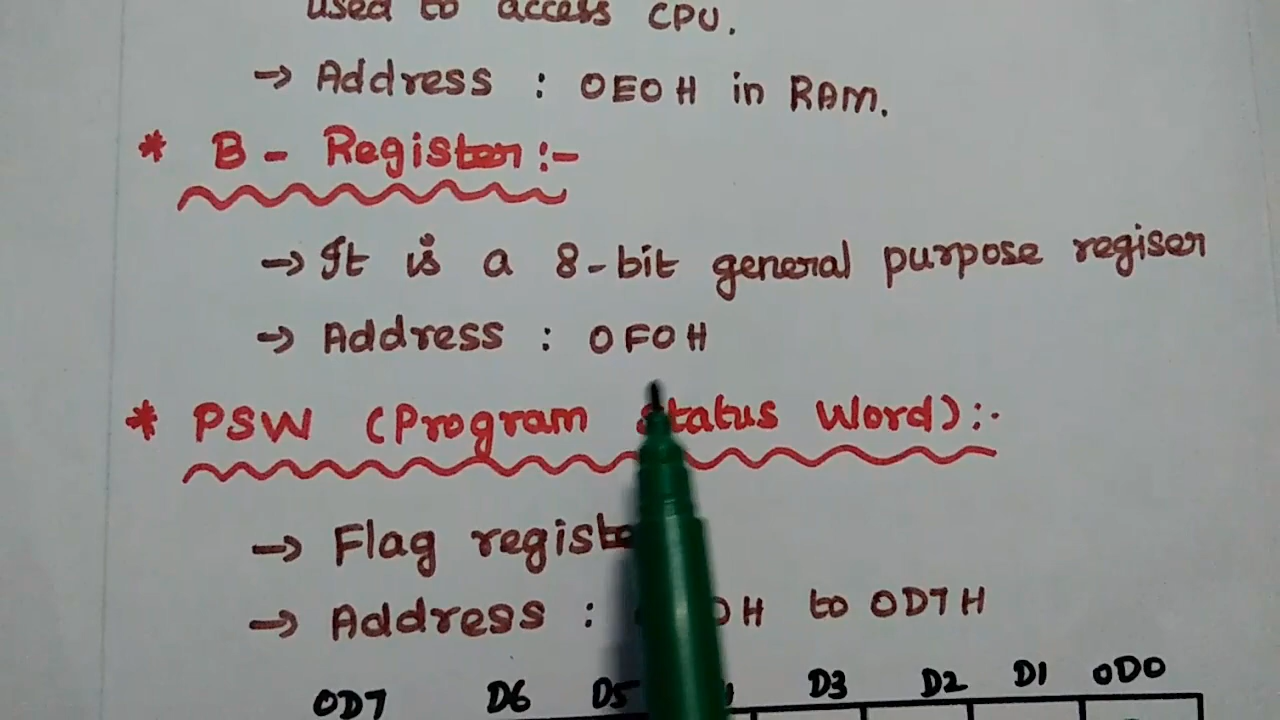 used to access CPU.
→ Address : 0E0H in RAM.
* B - Register :-
→ It is a 8-bit general purpose regiser
→ Address : 0F0H
* PSW (Program Status Word) :-
→ Flag
→ Address : to 0D7H
0D7 D6 D5 D3 D2 D1 0D0